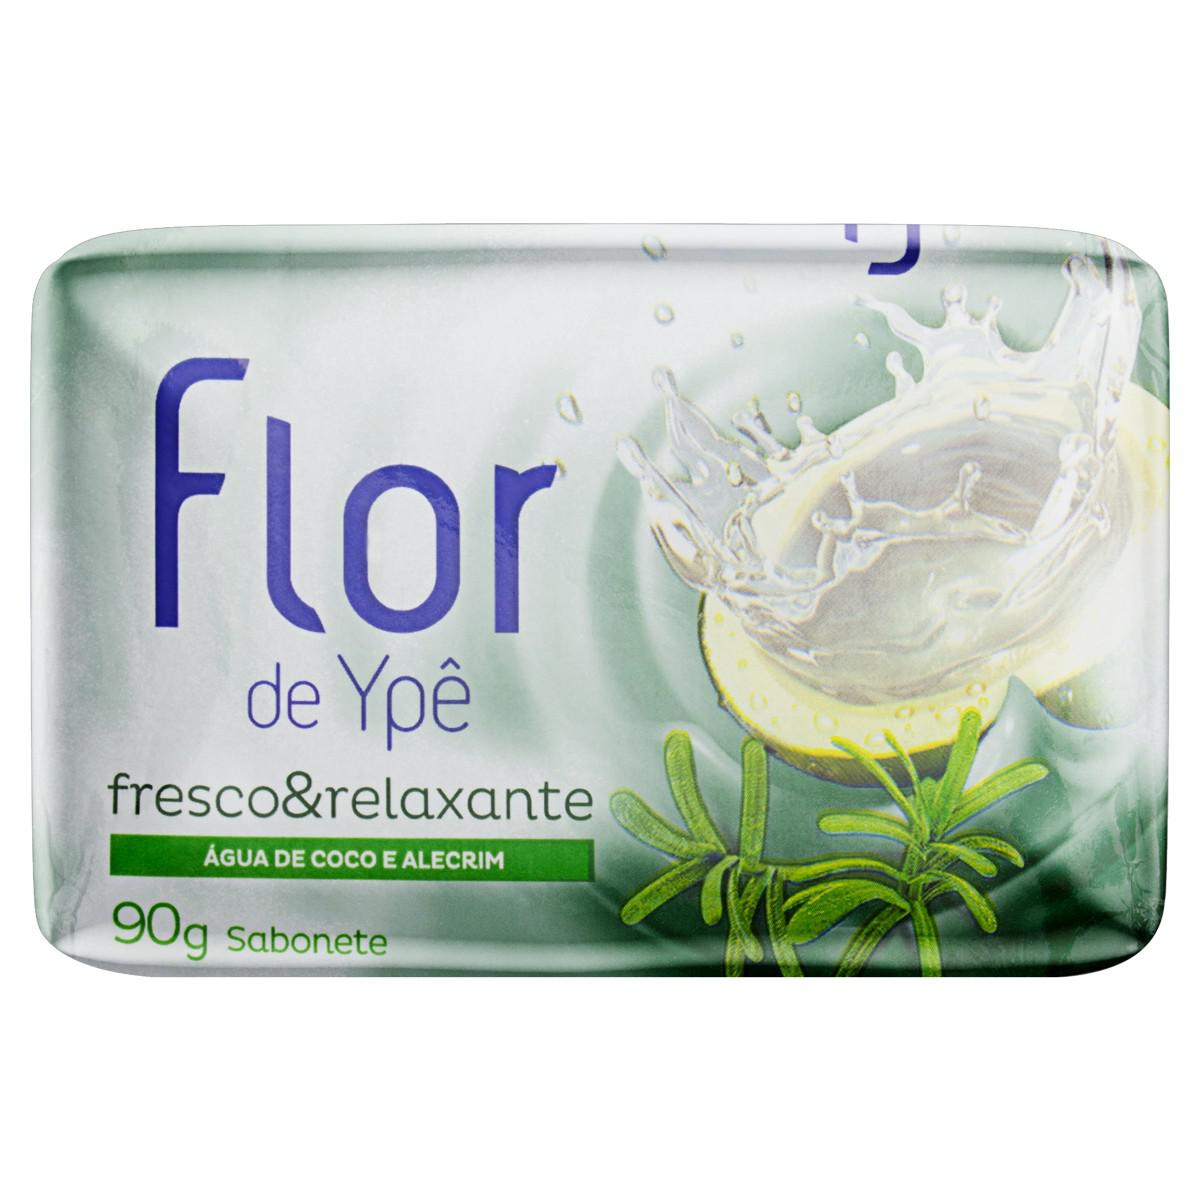 flor
de Ypê
fresco&relaxante
ÁGUA DE COCO E ALECRIM
90g Sabonete